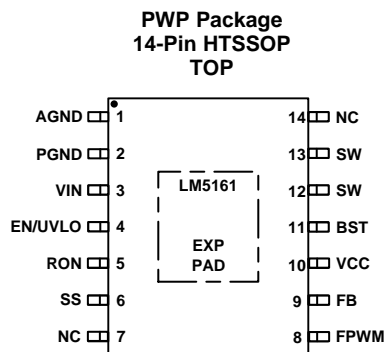 PWP Package
14-Pin HTSSOP
TOP
AGND 1 14 NC
PGND 2 13 SW
VIN 3 LM5161 12 SW
EN/UVLO 4 11 BST
RON 5 EXP 10 VCC
SS 6 PAD 9 FB
NC 7 8 FPWM